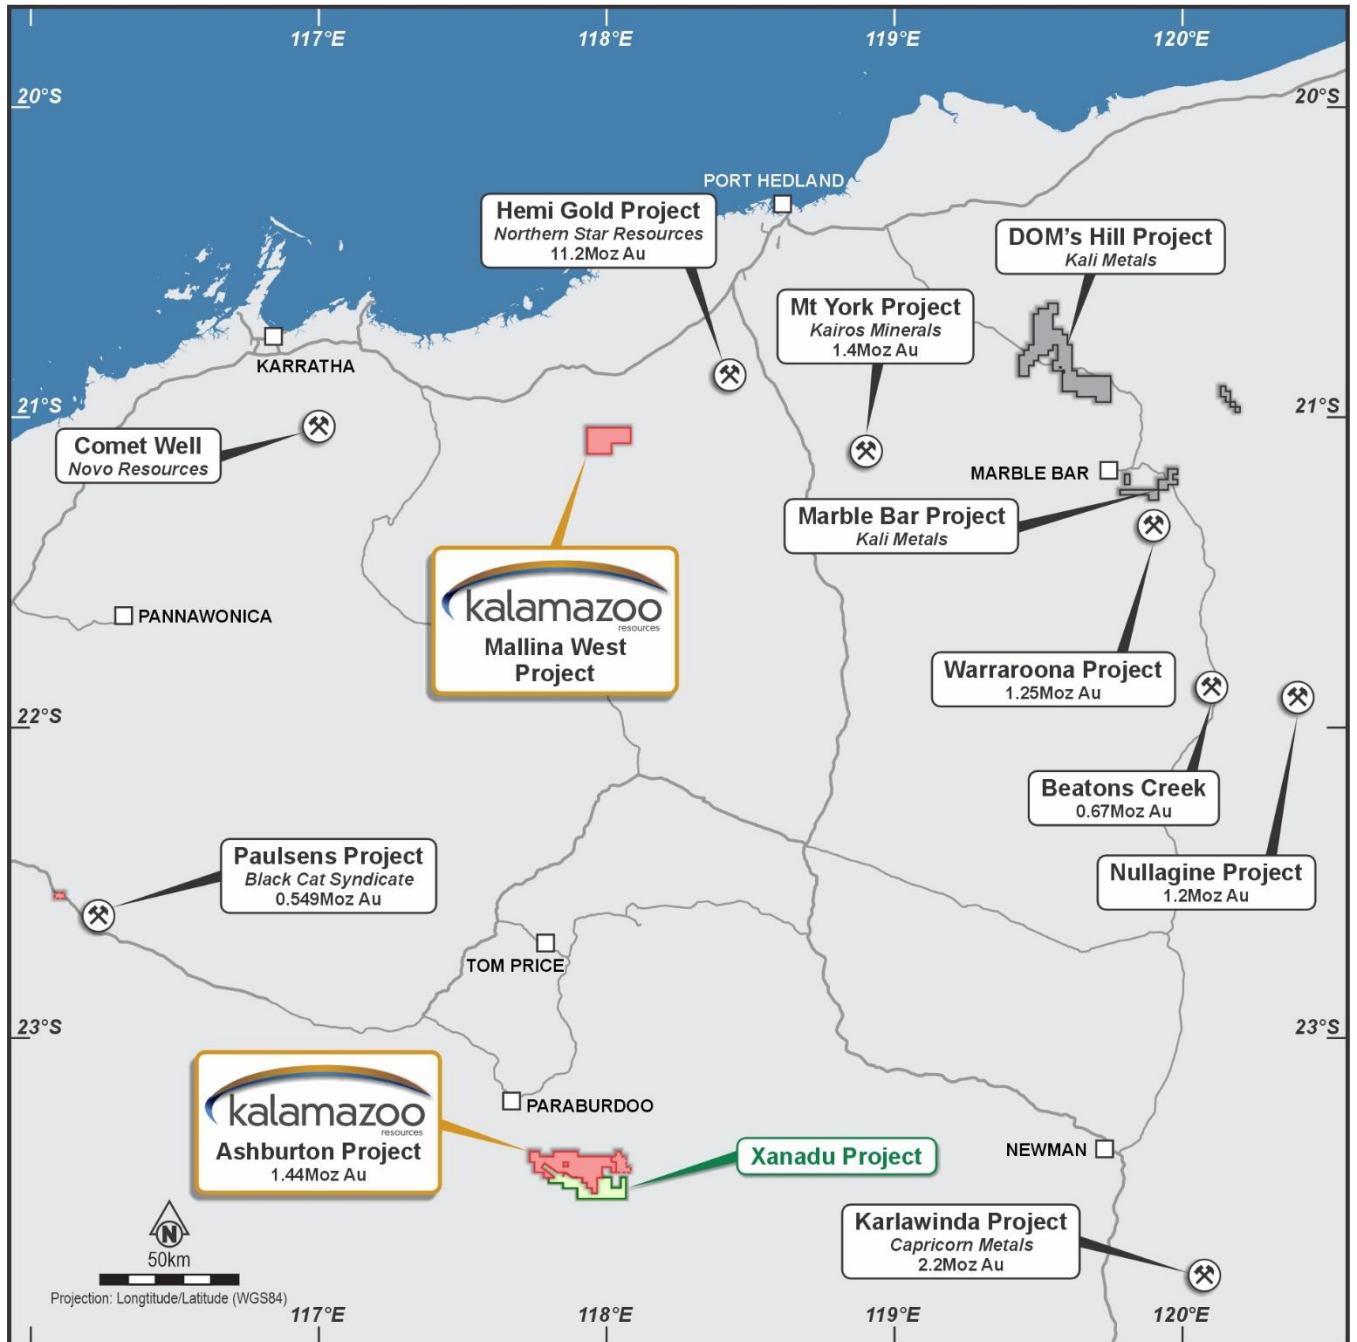 117°E
118°E
119°E
120°E
20°S
20°S
PORT HEDLAND
Hemi Gold Project
Northern Star Resources
11.2Moz Au
DOM's Hill Project
Kali Metals
Mt York Project
Kairos Minerals
1.4Moz Au
KARRATHA
21°S
21°S
Comet Well
Novo Resources
MARBLE BAR
Marble Bar Project
Kali Metals
kalamazoo
resources
Mallina West
Project
PANNAWONICA
Warraroona Project
1.25Moz Au
22°S
Beatons Creek
0.67Moz Au
Paulsens Project
Black Cat Syndicate
0.549Moz Au
Nullagine Project
1.2Moz Au
TOM PRICE
23°S
23°S
kalamazoo
resources
Ashburton Project
1.44Moz Au
PARABURDOO
Xanadu Project
NEWMAN
Karlawinda Project
Capricorn Metals
2.2Moz Au
N
50km
Projection: Longtitude/Latitude (WGS84)
117°E
118°E
119°E
120°E